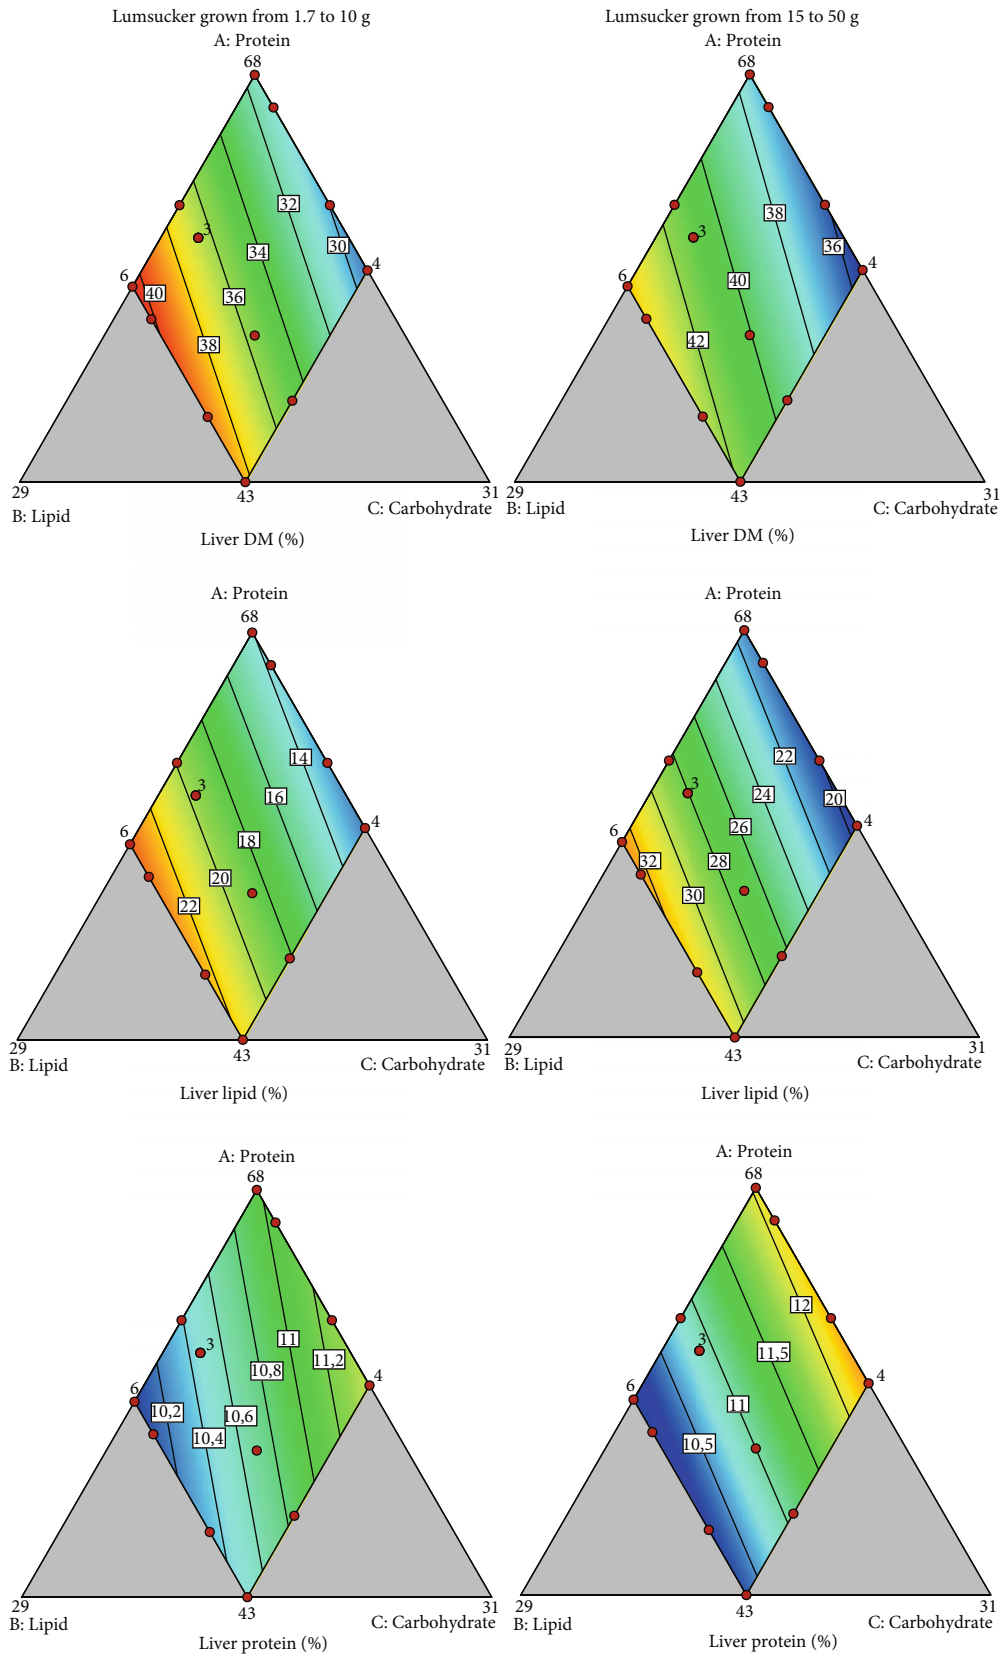 Lumsucker grown from 1.7 to 10 g
A: Protein
68
32
3
34
30
4
6
40
36
38
29
43
31
B: Lipid
C: Carbohydrate
Liver DM (%)
Lumsucker grown from 15 to 50 g
A: Protein
68
38
3
36
4
6
40
42
29
43
31
B: Lipid
C: Carbohydrate
Liver DM (%)
A: Protein
68
14
3
16
4
6
18
20
22
29
43
31
B: Lipid
C: Carbohydrate
Liver lipid (%)
A: Protein
68
22
3
24
20
4
6
26
32
28
30
29
43
31
B: Lipid
C: Carbohydrate
Liver lipid (%)
A: Protein
68
11
3
11,2
10,8
4
6
10,2
10,6
10,4
29
43
31
B: Lipid
C: Carbohydrate
Liver protein (%)
A: Protein
68
12
3
11,5
4
6
11
10,5
29
43
31
B: Lipid
C: Carbohydrate
Liver protein (%)